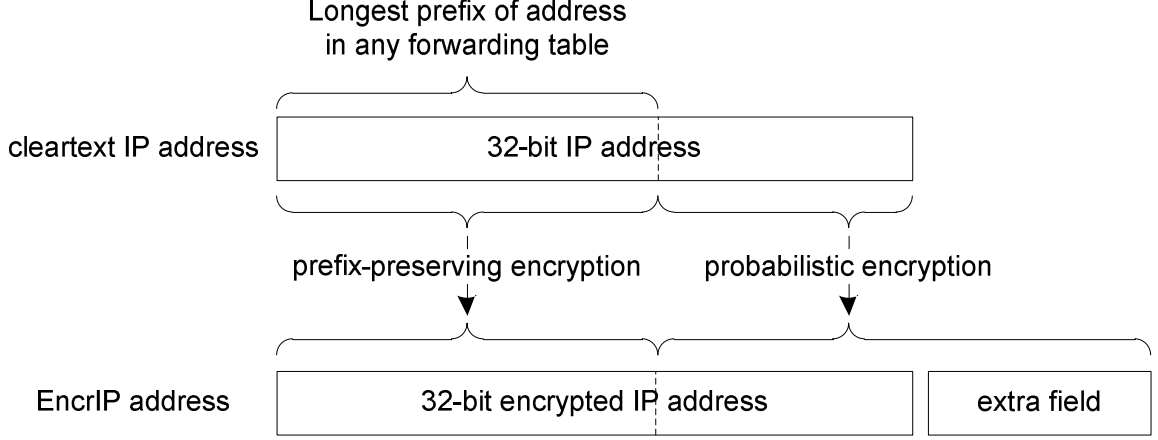 Longest prefix of address
in any forwarding table
cleartext IP address
32-bit IP address
prefix-preserving encryption
probabilistic encryption
EncrIP address
32-bit encrypted IP address
extra field